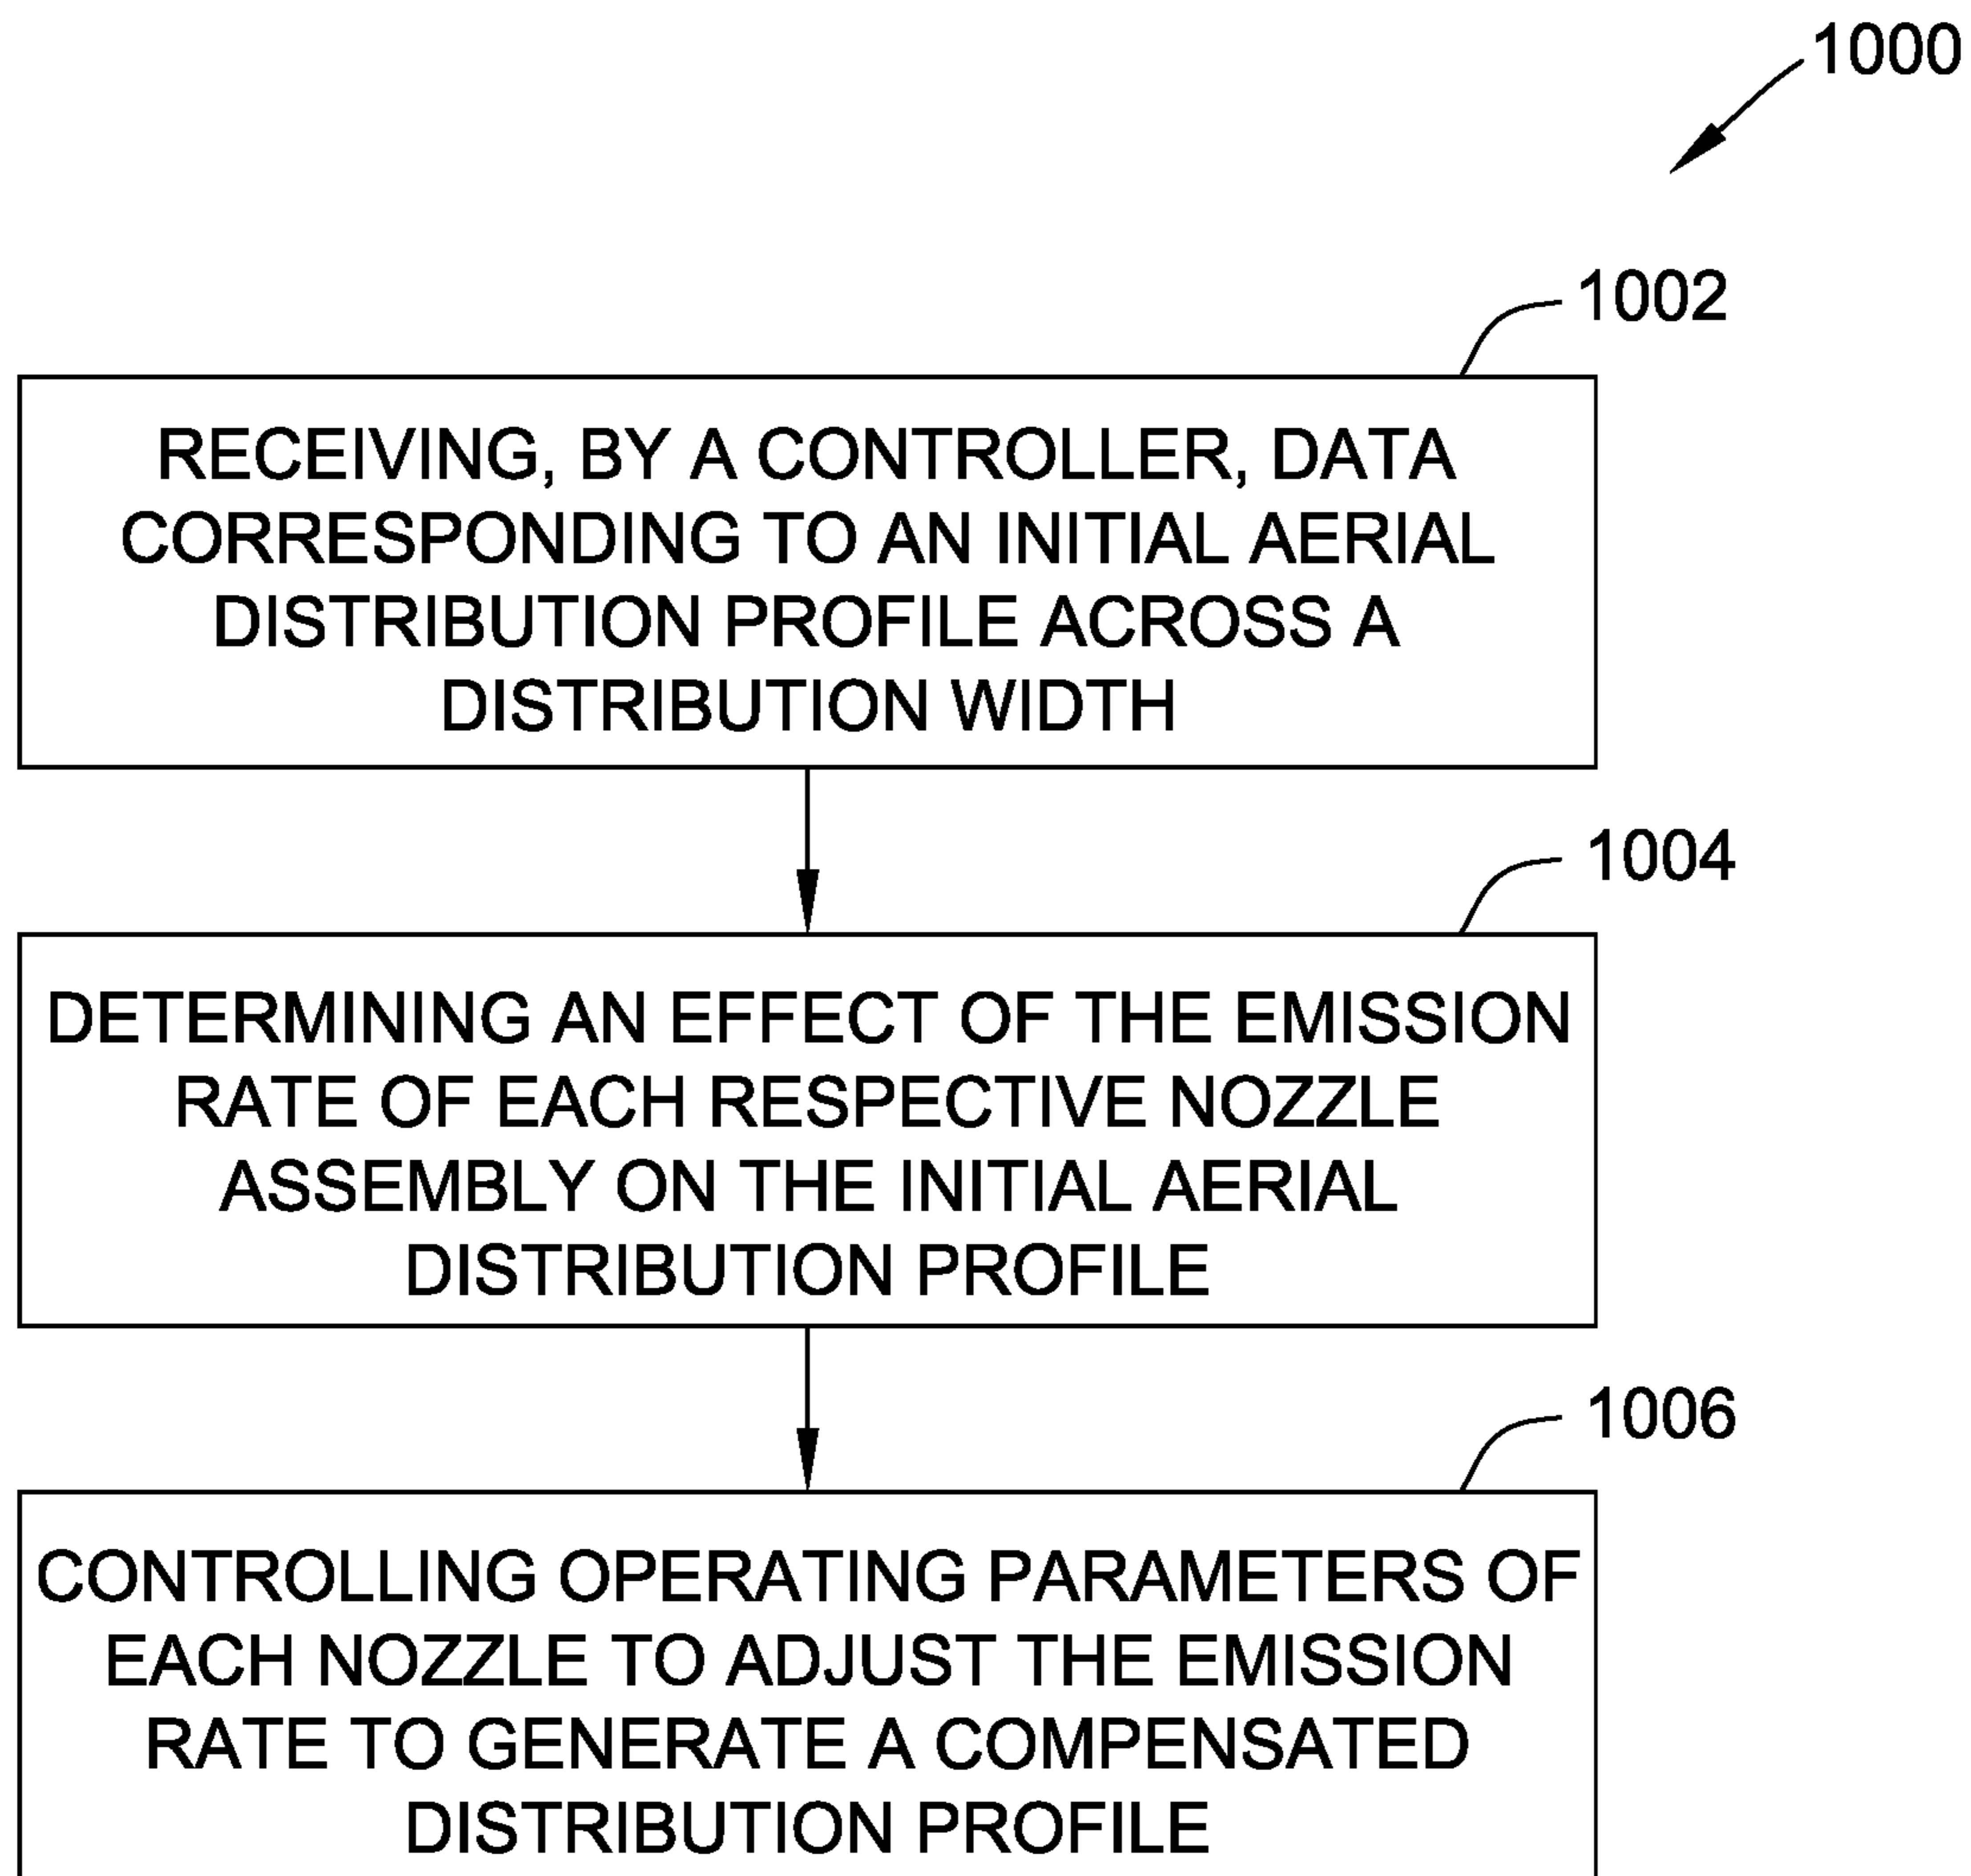 1000
1002
RECEIVING, BY A CONTROLLER, DATA
CORRESPONDING TO AN INITIAL AERIAL
DISTRIBUTION PROFILE ACROSS A
DISTRIBUTION WIDTH
1004
DETERMINING AN EFFECT OF THE EMISSION
RATE OF EACH RESPECTIVE NOZZLE
ASSEMBLY ON THE INITIAL AERIAL
DISTRIBUTION PROFILE
1006
CONTROLLING OPERATING PARAMETERS OF
EACH NOZZLE TO ADJUST THE EMISSION
RATE TO GENERATE A COMPENSATED
DISTRIBUTION PROFILE